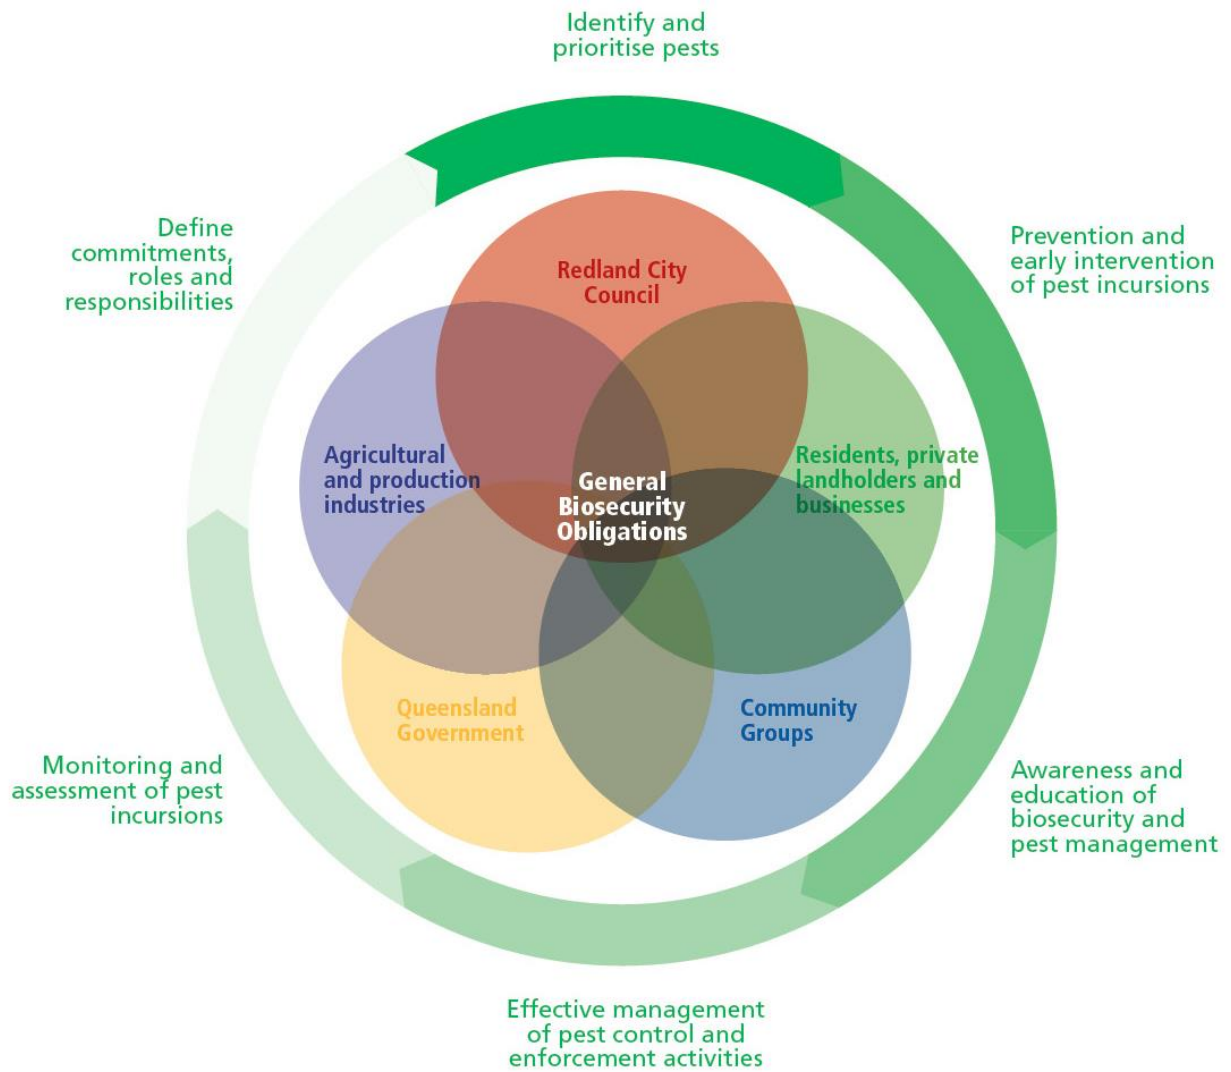 Identify and
prioritise pests
Prevention and
early intervention
of pest incursions
Awareness and
education of
biosecurity and
pest management
Effective management
of pest control and
enforcement activities
Monitoring and
assessment of pest
incursions
Define
commitments,
roles and
responsibilities
Redland City
Council
Residents, private
landholders and
businesses
Community
Groups
Queensland
Government
Agricultural
and production
industries
General
Biosecurity
Obligations